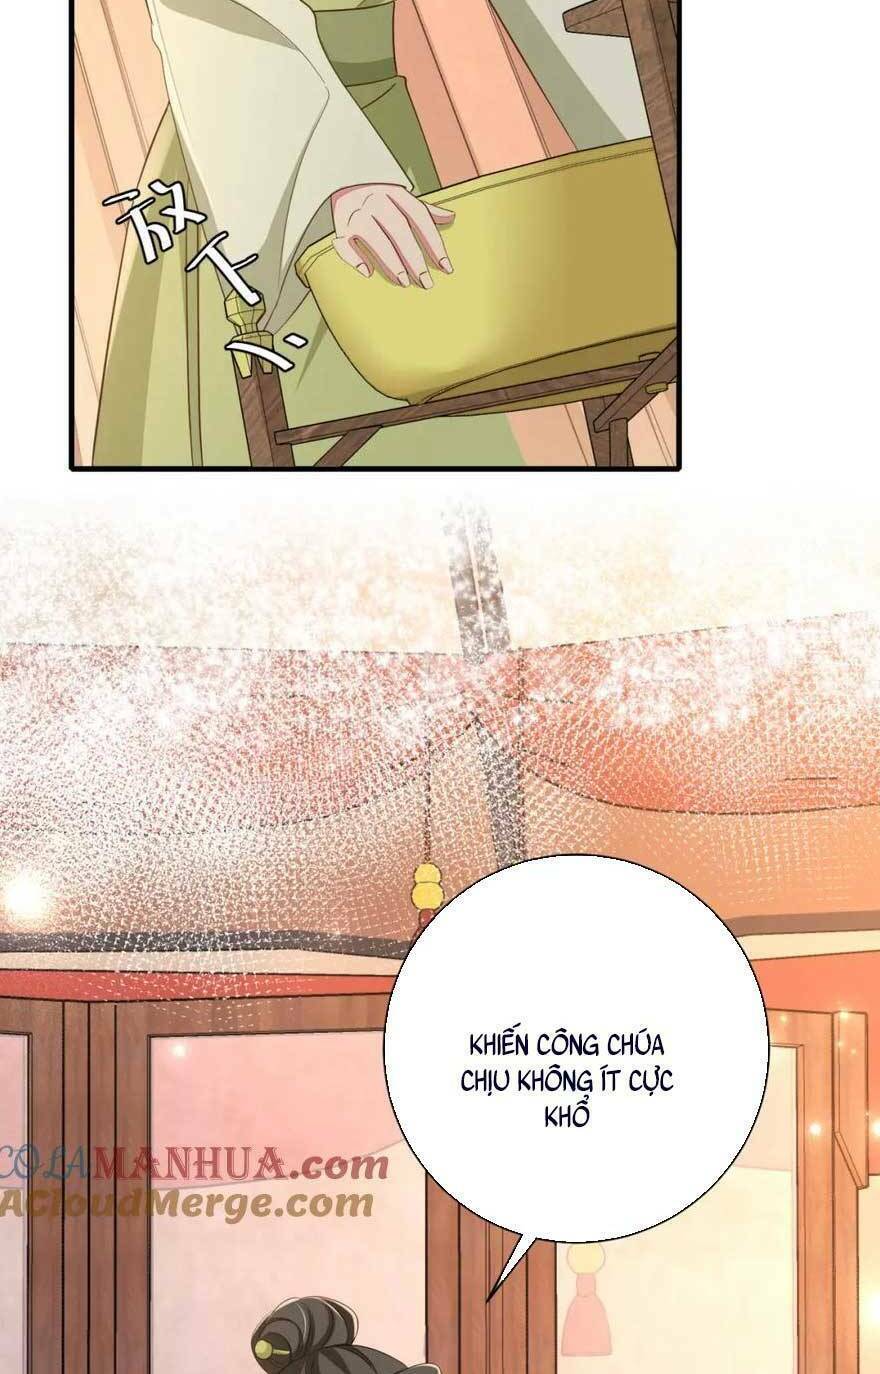 放下
KHIẾN CÔNG CHÚA
CHỊU KHÔNG ÍT CỰC
KHỔ
COLAMANHUA.com
ACloudMerge.com